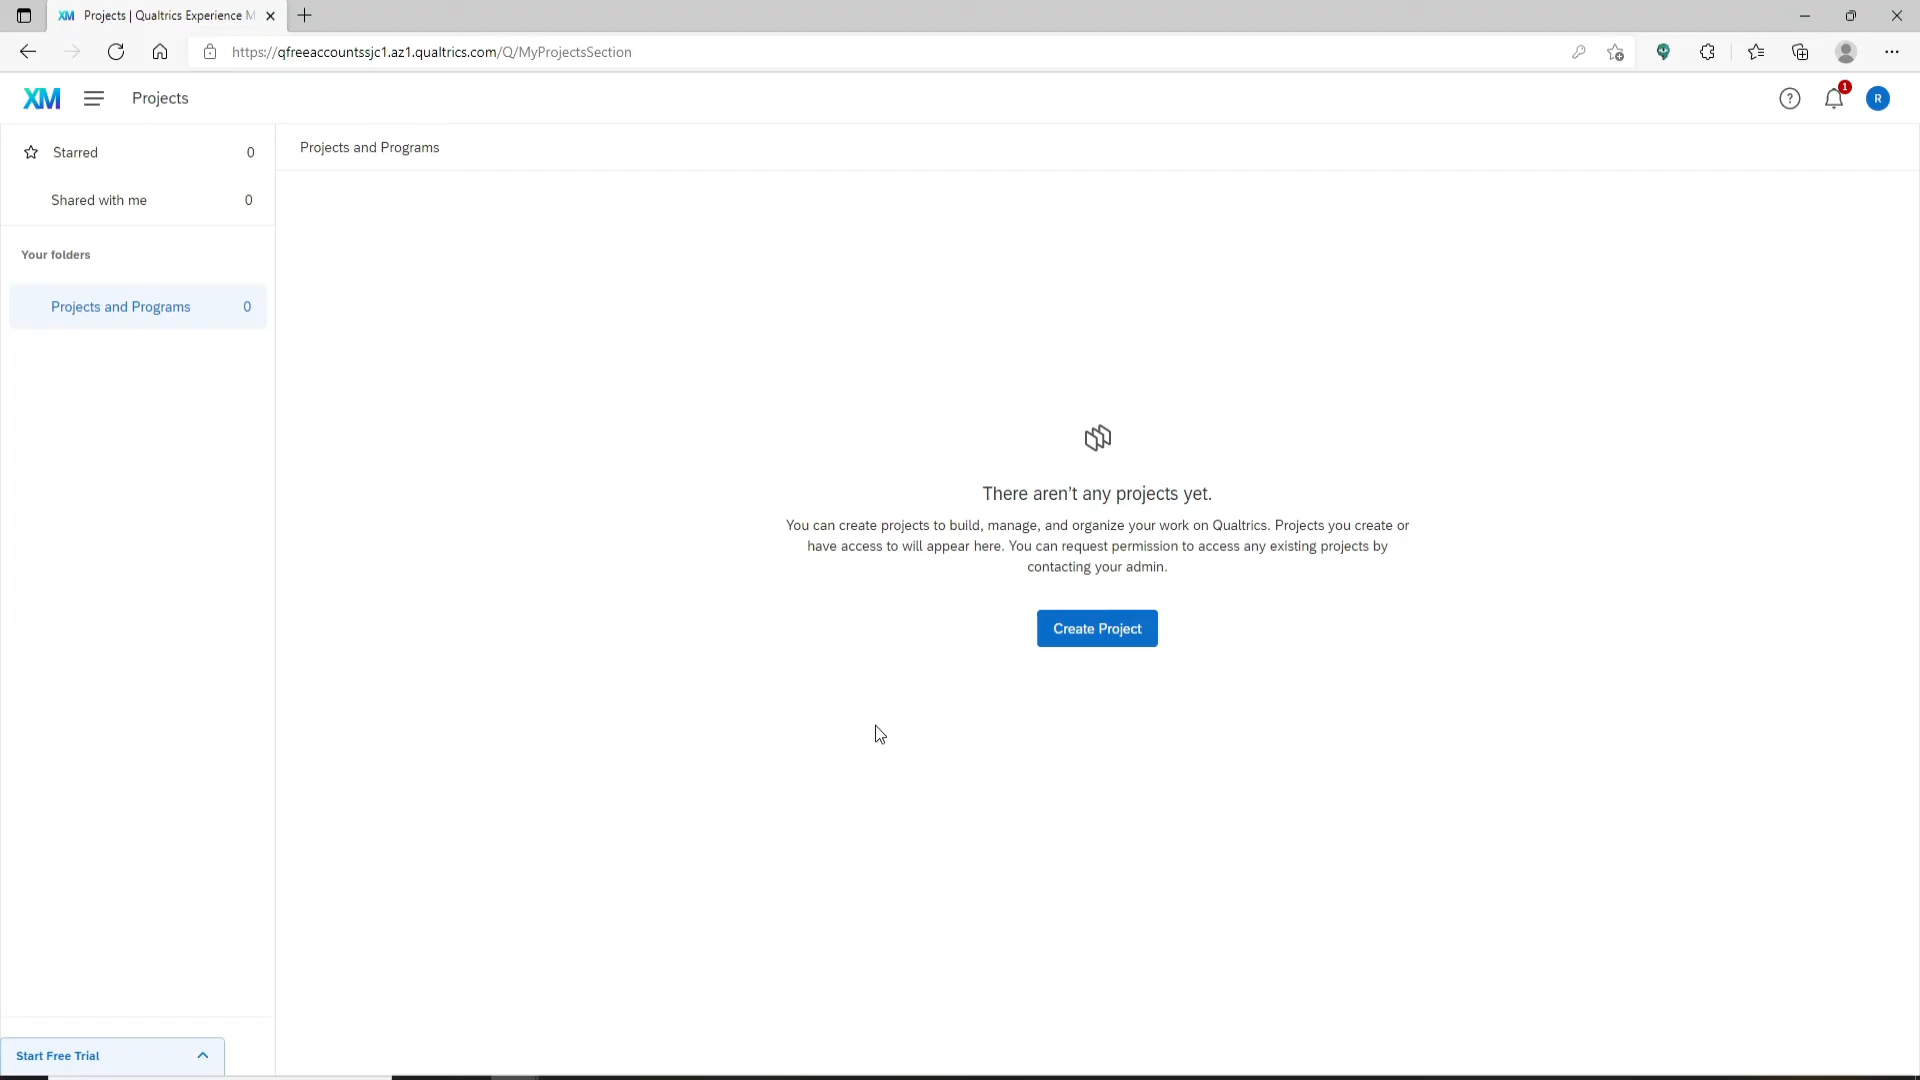 Projects | Qualtrics Experience M
https://qfreeaccountssjc1.az1.qualtrics.com/Q/MyProjectsSection
XM
Projects
1
R
Starred 0
Shared with me 0
Your folders
Projects and Programs 0
Projects and Programs
There aren't any projects yet.
You can create projects to build, manage, and organize your work on Qualtrics. Projects you create or
have access to will appear here. You can request permission to access any existing projects by
contacting your admin.
Create Project
Start Free Trial